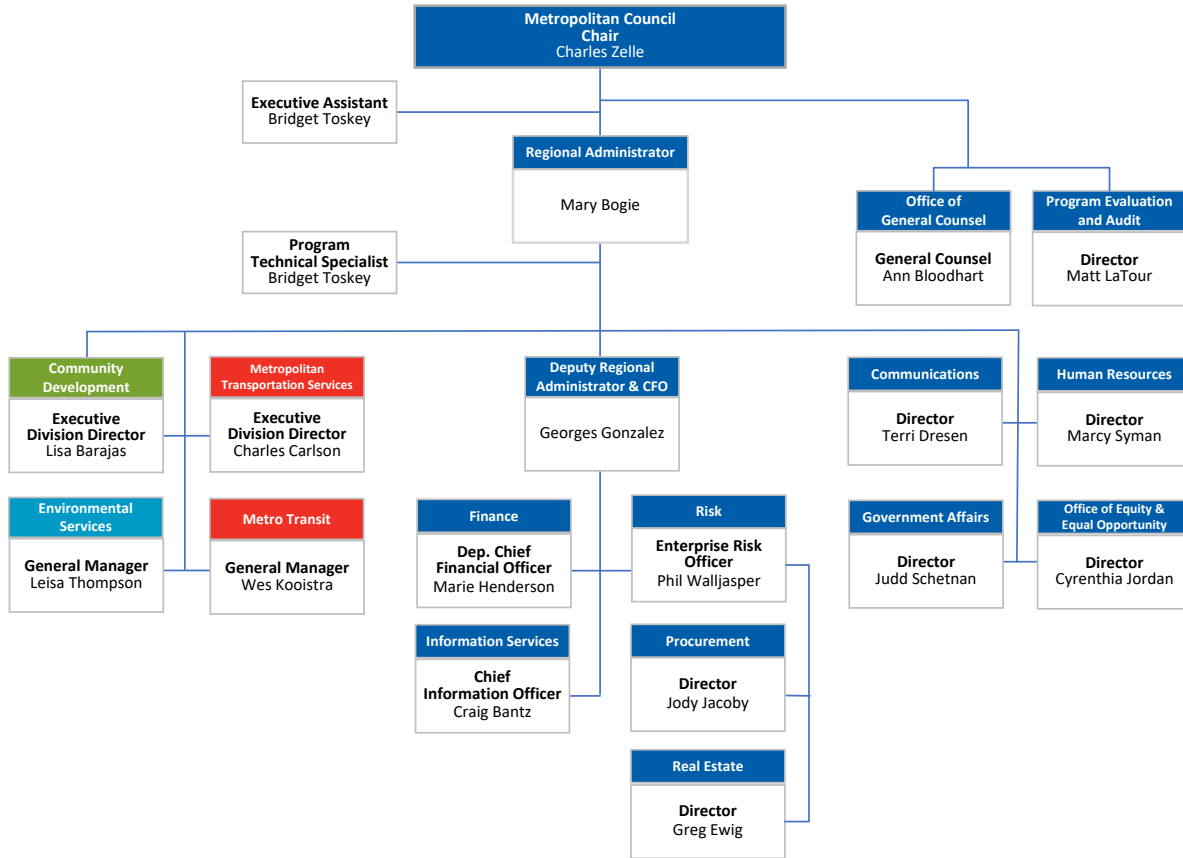 Metropolitan Council
Chair
Charles Zelle
Executive Assistant
Bridget Toskey
Regional Administrator
Mary Bogie
Office of
General Counsel
General Counsel
Ann Bloodhart
Program Evaluation
and Audit
Director
Matt LaTour
Program
Technical Specialist
Bridget Toskey
Community
Development
Executive
Division Director
Lisa Barajas
Metropolitan
Transportation Services
Executive
Division Director
Charles Carlson
Environmental
Services
General Manager
Leisa Thompson
Metro Transit
General Manager
Wes Kooistra
Deputy Regional
Administrator & CFO
Georges Gonzalez
Finance
Dep. Chief
Financial Officer
Marie Henderson
Risk
Enterprise Risk
Officer
Phil Walljasper
Information Services
Chief
Information Officer
Craig Bantz
Procurement
Director
Jody Jacoby
Real Estate
Director
Greg Ewig
Communications
Director
Terri Dresen
Human Resources
Director
Marcy Syman
Government Affairs
Director
Judd Schetnan
Office of Equity &
Equal Opportunity
Director
Cyrenthia Jordan